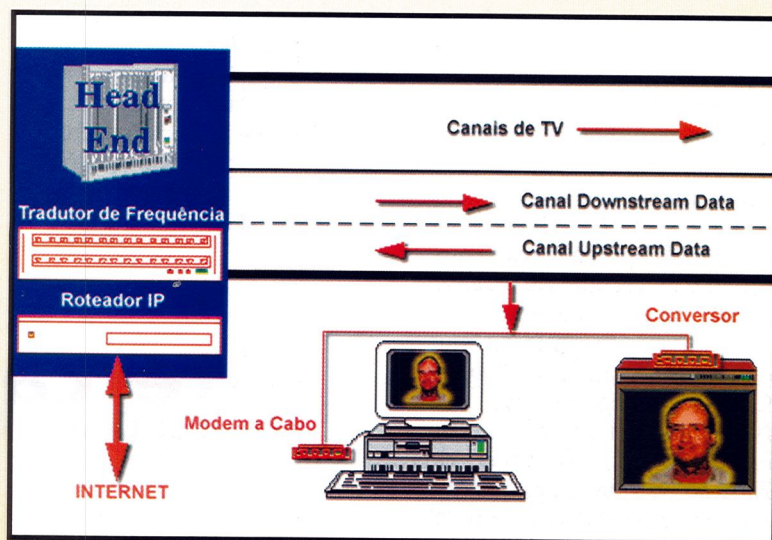 Head
End
Canais de TV
Tradutor de Frequência
Canal Downstream Data
Canal Upstream Data
Roteador IP
Conversor
Modem a Cabo
INTERNET